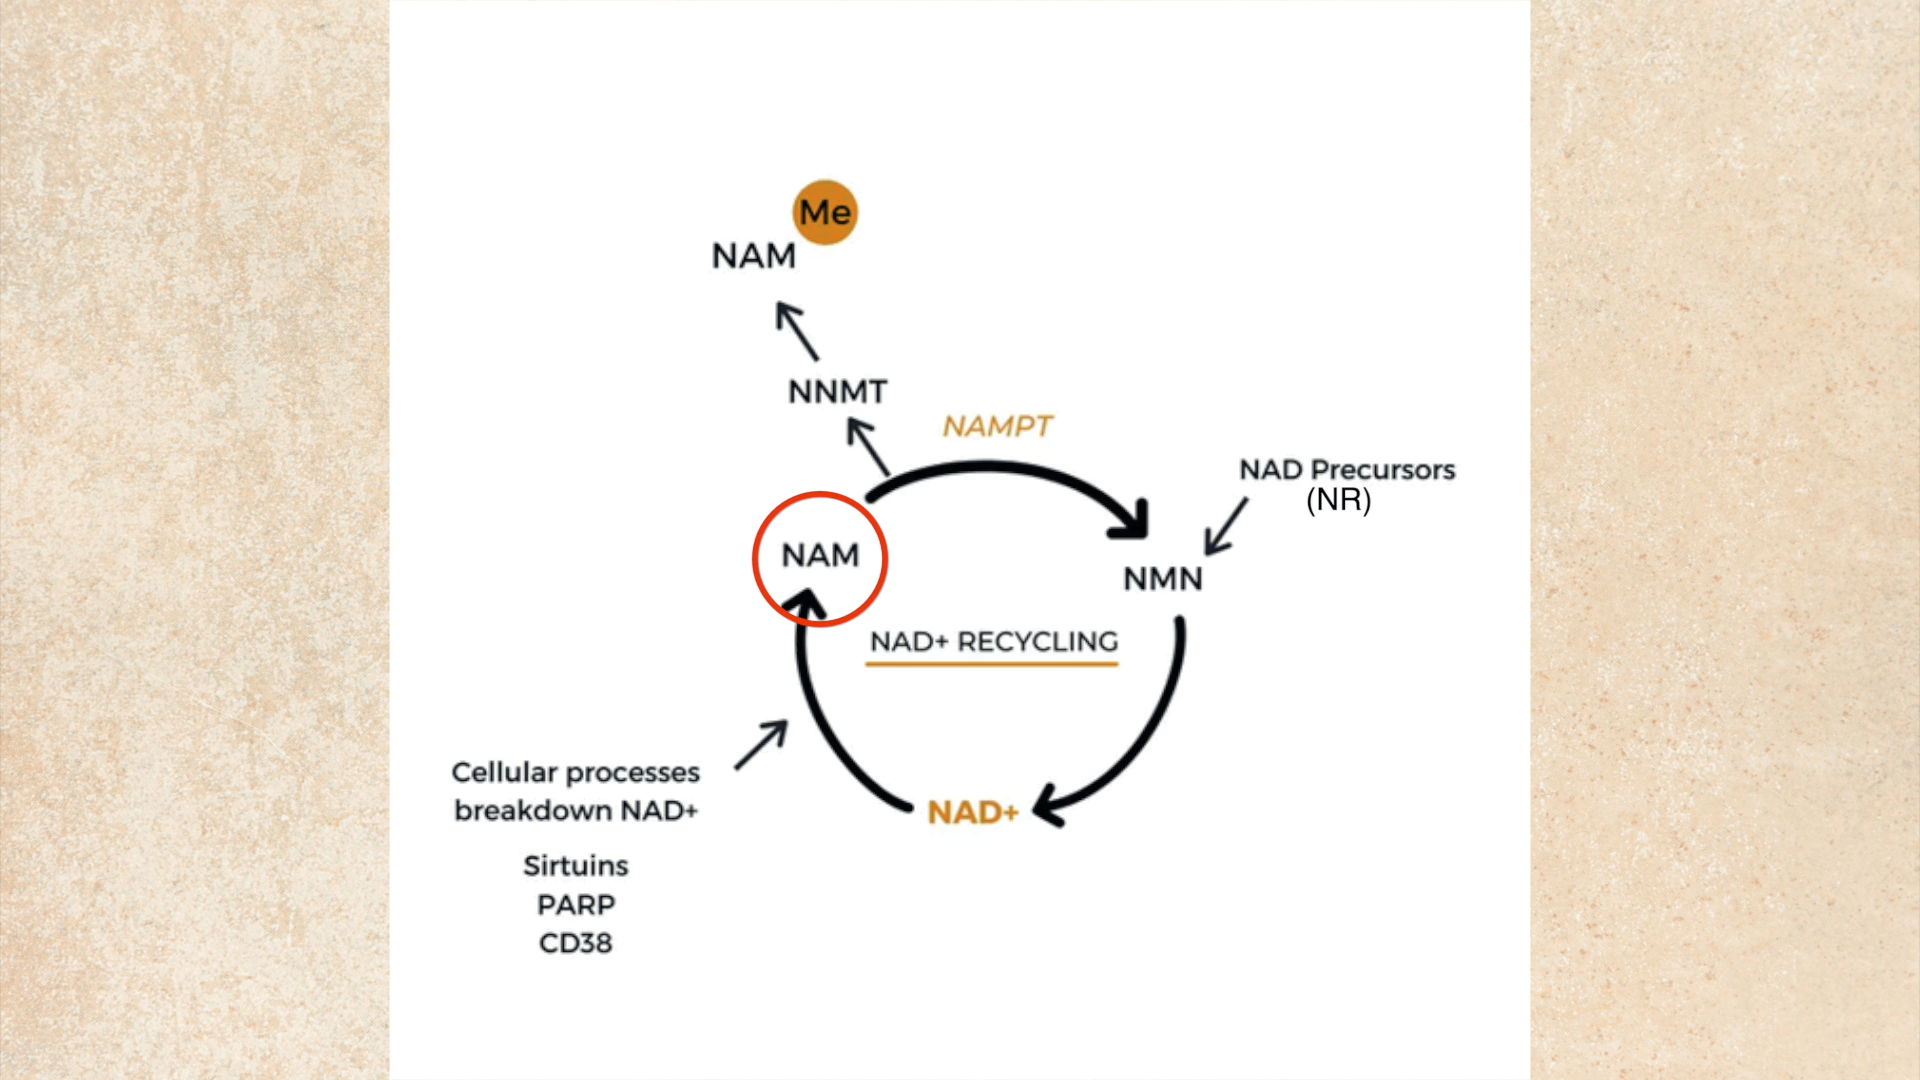 Me
NAM
NNMT
NAMPT
NAD Precursors
(NR)
NAM
NMN
NAD+ RECYCLING
Cellular processes
breakdown NAD+
NAD+
Sirtuins
PARP
CD38